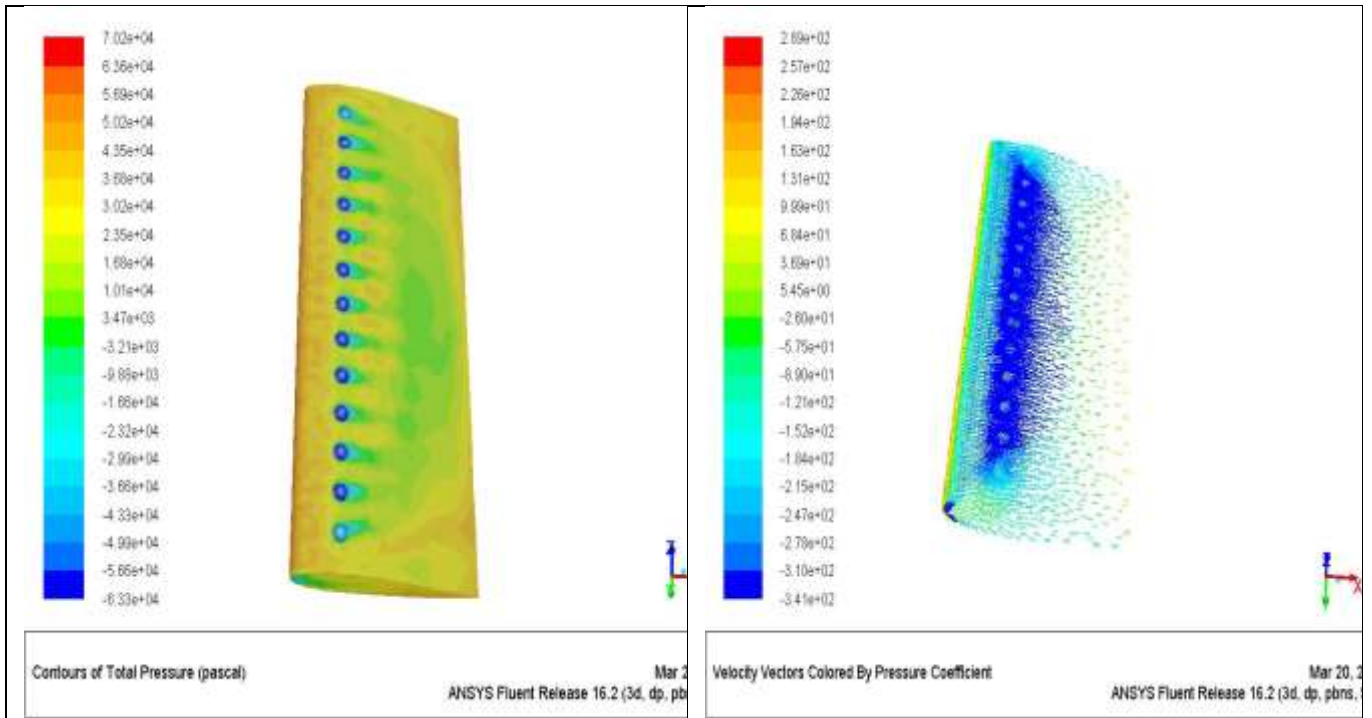 7.02e+04
6.36e+04
5.69e+04
5.02e+04
4.35e+04
3.68e+04
3.02e+04
2.35e+04
1.68e+04
1.01e+04
3.47e+03
-3.21e+03
-9.88e+03
-1.66e+04
-2.32e+04
-2.99e+04
-3.66e+04
-4.33e+04
-4.99e+04
-5.66e+04
-6.33e+04
Z
Contours of Total Pressure (pascal)
Mar 2
ANSYS Fluent Release 16.2 (3d, dp, pb
2.89e+02
2.57e+02
2.26e+02
1.94e+02
1.63e+02
1.31e+02
9.99e+01
6.84e+01
3.69e+01
5.45e+00
-2.60e+01
-5.75e+01
-8.90e+01
-1.21e+02
-1.52e+02
-1.84e+02
-2.15e+02
-2.47e+02
-2.78e+02
-3.10e+02
-3.41e+02
Z
X
Velocity Vectors Colored By Pressure Coefficient
Mar 20, 2
ANSYS Fluent Release 16.2 (3d, dp, pbns,